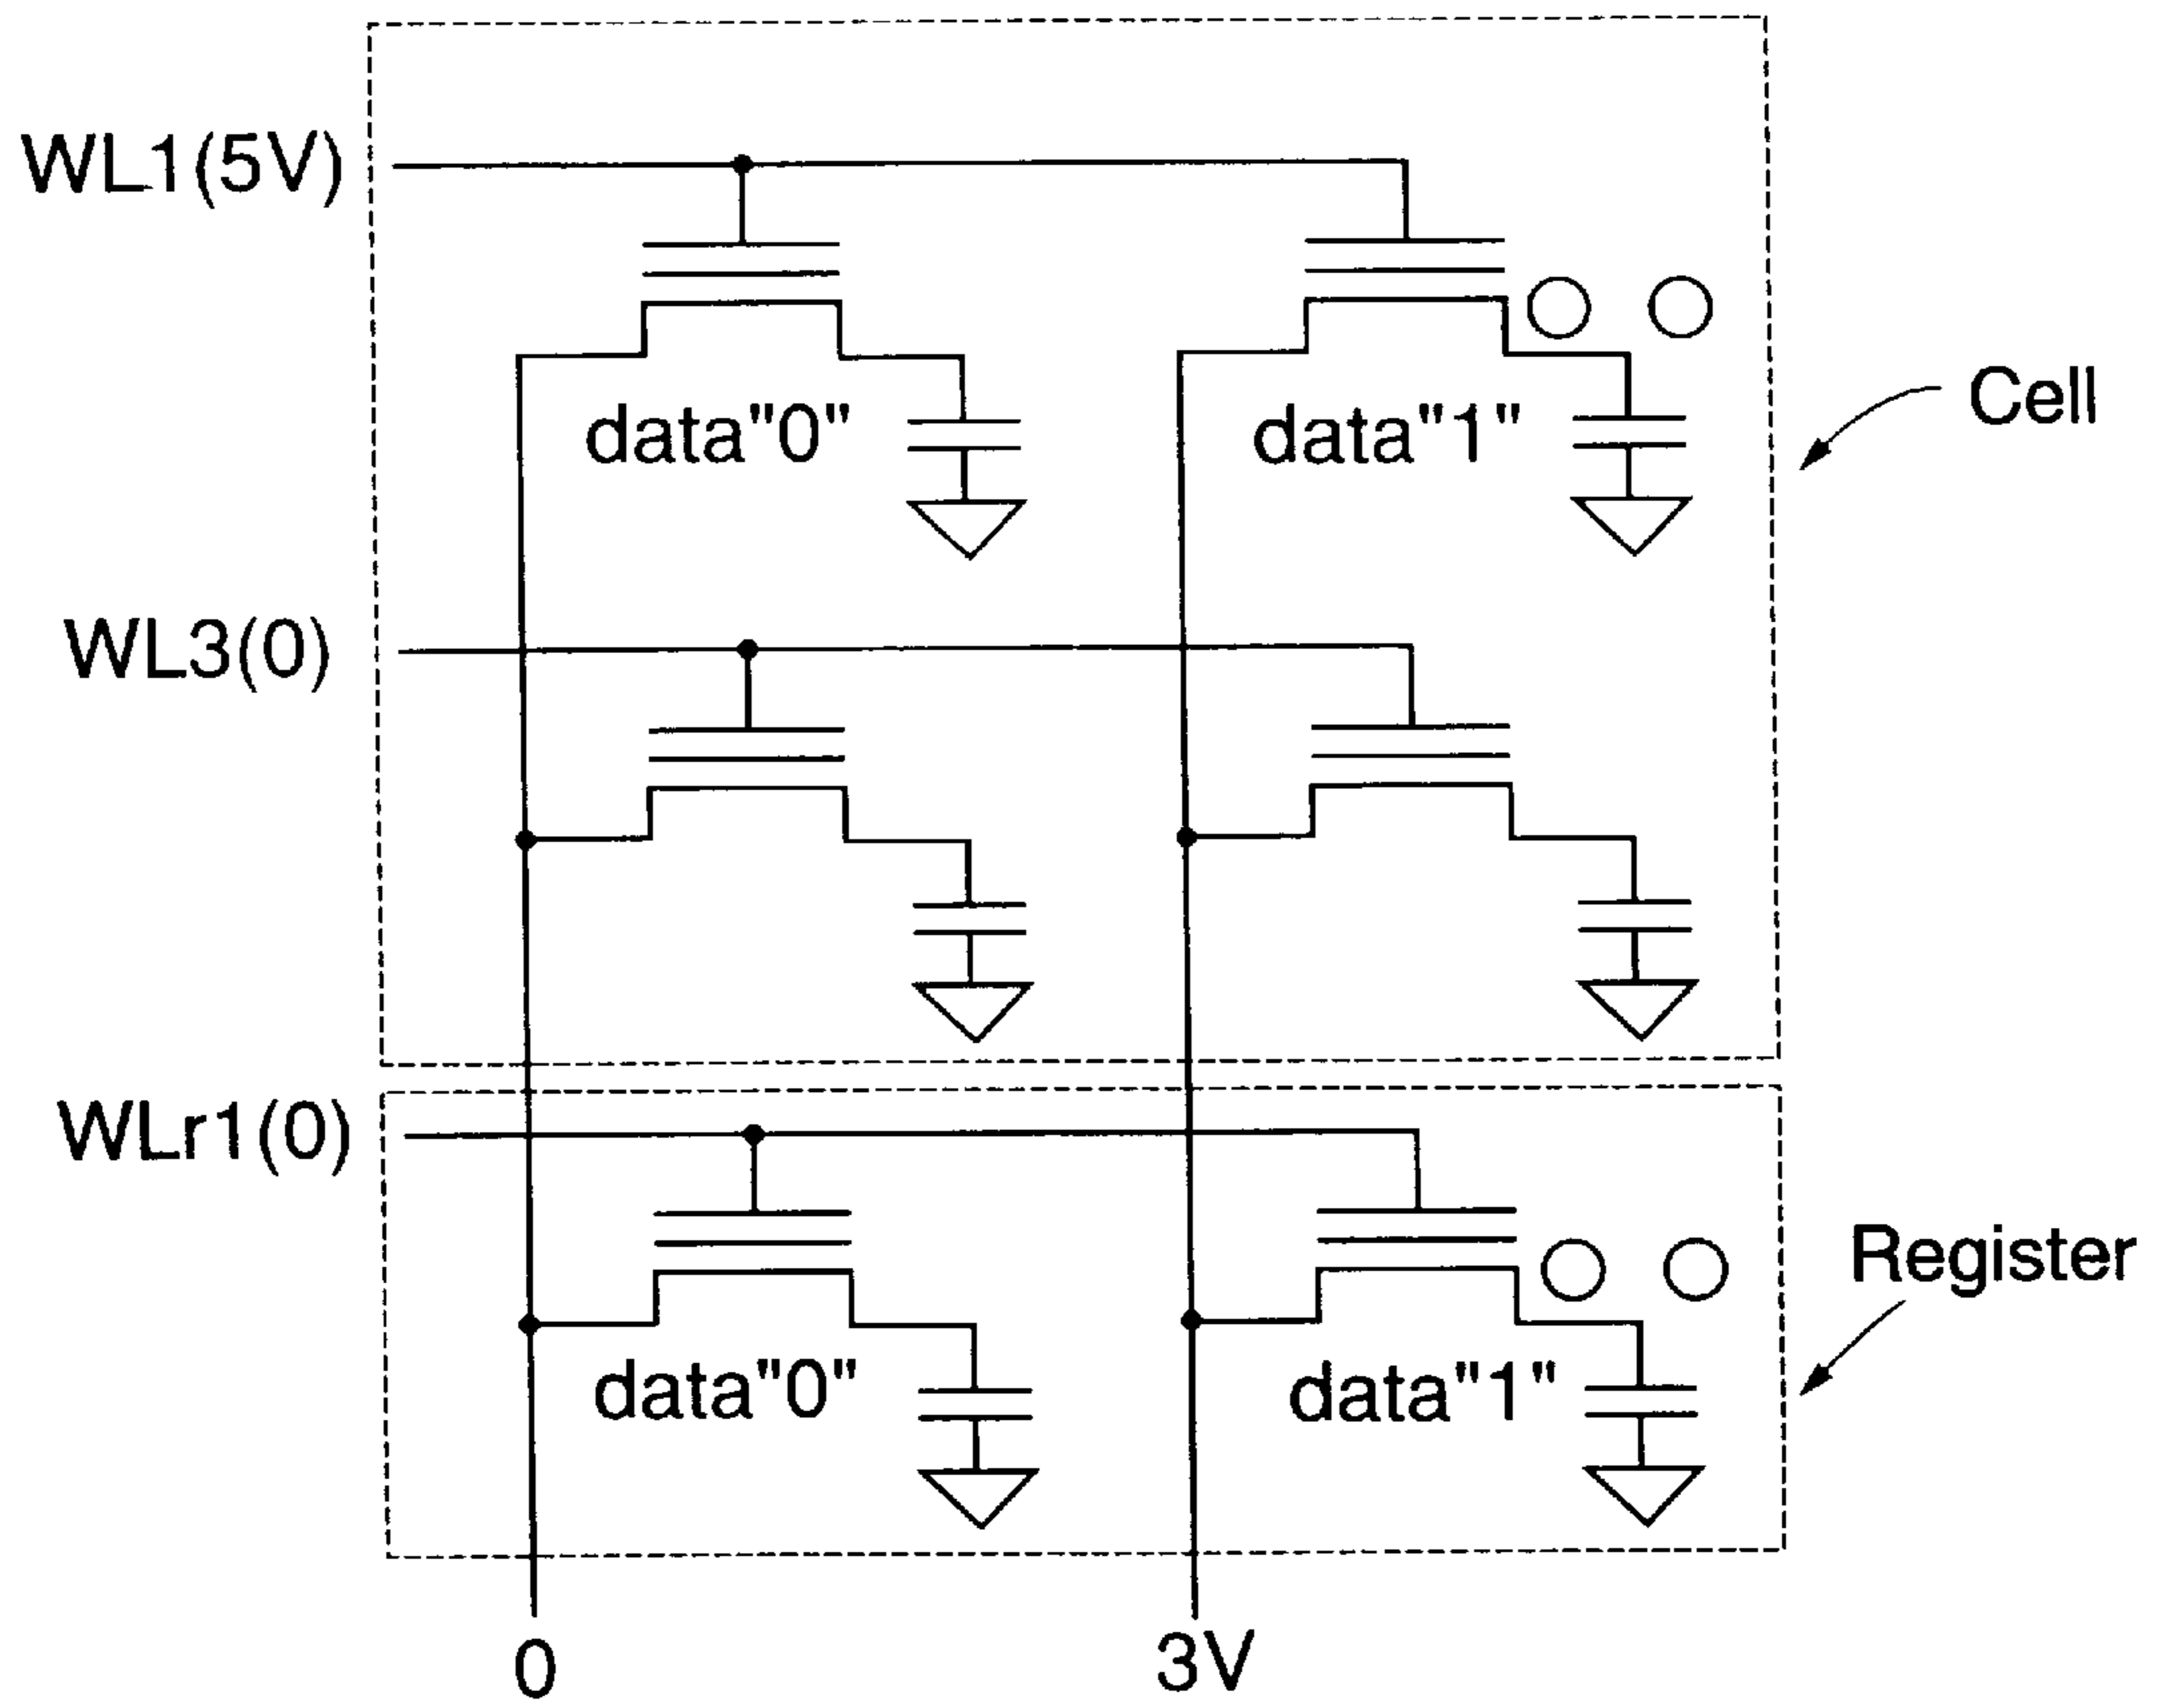 WL1(5V)
data"0"
data"1"
Cell
WL3(0)
WLr1(0)
Register
data"0"
data"1"
0
3V